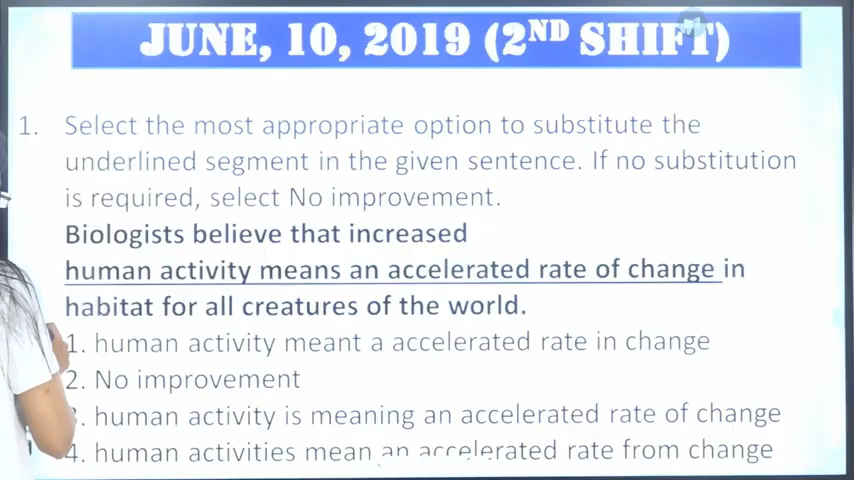 JUNE, 10, 2019 (2ND SHIFT)
1. Select the most appropriate option to substitute the
underlined segment in the given sentence. If no substitution
is required, select No improvement.
Biologists believe that increased
human activity means an accelerated rate of change in
habitat for all creatures of the world.
1. human activity meant a accelerated rate in change
2. No improvement
3. human activity is meaning an accelerated rate of change
4. human activities mean an accelerated rate from change